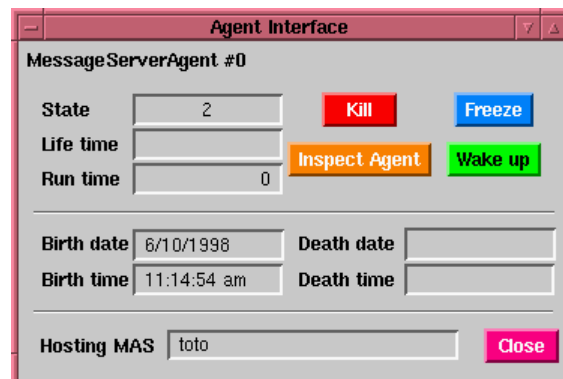 Agent Interface
MessageServerAgent #0
State 2 Kill Freeze
Life time
Inspect Agent Wake up
Run time 0
Birth date 6/10/1998 Death date
Birth time 11:14:54 am Death time
Hosting MAS toto Close